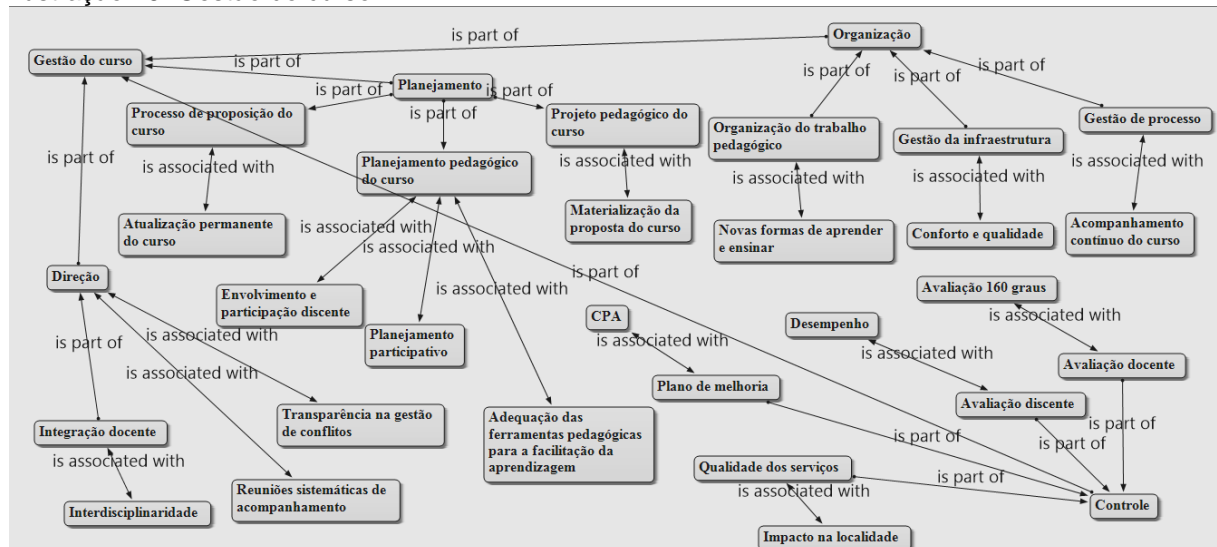 is part of
Organização
Gestão do curso
is part of
Planejamento
is part of
is part of
is part of
is part of
is part of
Processo de proposição do
curso
is part of
Projeto pedagógico do
curso
Organização do trabalho
pedagógico
Gestão da infraestrutura
Gestão de processo
is part of
is associated with
Planejamento pedagógico
do curso
is associated with
is associated with
is associated with
is associated with
Atualização permanente
do curso
is associated with
is associated with
Materialização da
proposta do curso
Novas formas de aprender
e ensinar
Conforto e qualidade
Acompanhamento
contínuo do curso
Direção
is part of
is associated with
Envolvimento e
participação discente
Avaliação 160 graus
CPA
is associated with
Desempenho
is part of
is associated with
Planejamento
participativo
is associated with
is associated with
Avaliação docente
is associated with
Plano de melhoria
Avaliação discente
Transparência na gestão
de conflitos
Adequação das
ferramentas pedagógicas
para a facilitação da
aprendizagem
is part of
Integração docente
is part of
is part of
is associated with
Qualidade dos serviços
is part of
is associated with
Reuniões sistemáticas de
acompanhamento
Interdisciplinaridade
Controle
Impacto na localidade